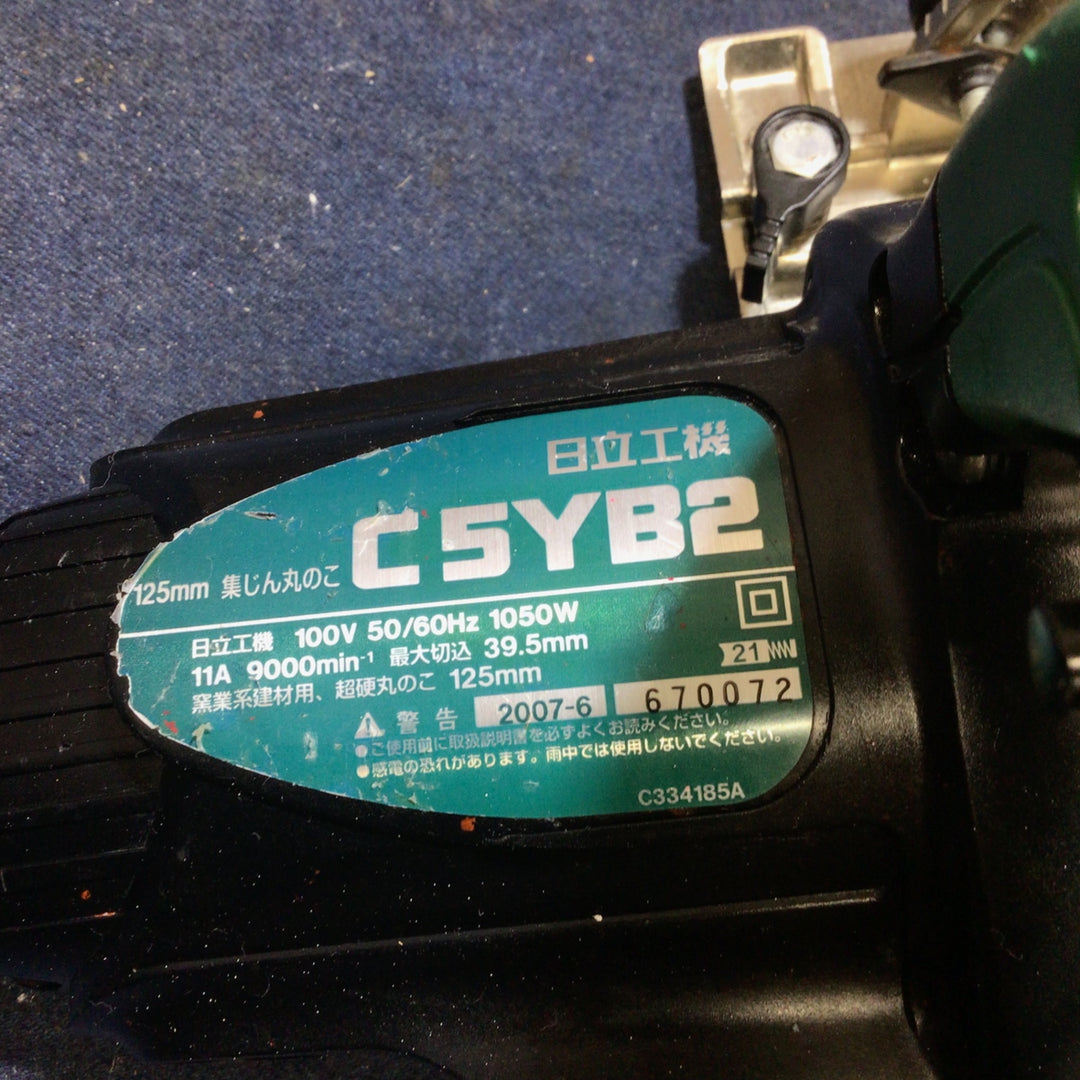 日立工機
C5YB2
125mm 集じん丸のこ
日立工機 100V 50/60Hz 1050W
11A 9000min⁻¹ 最大切込 39.5mm
21
窯業系建材用、超硬丸のこ 125mm
警告 2007-6 670072
●ご使用前に取扱説明書を必ずよくお読みください。
●感電の恐れがあります。雨中では使用しないでください。
C334185A